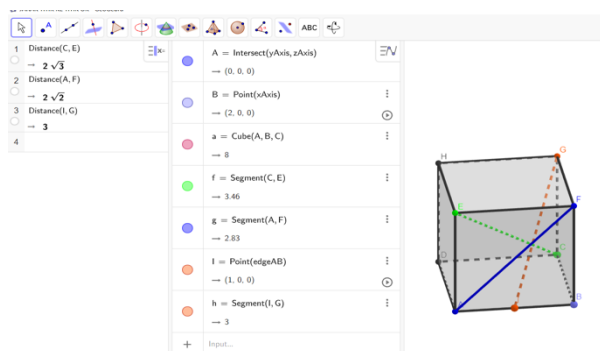 ABC
1 Distance(C, E)
→ 2 √3
2 Distance(A, F)
→ 2 √2
3 Distance(I, G)
→ 3
4
A = Intersect(yAxis, zAxis)
→ (0, 0, 0)
B = Point(xAxis)
→ (2, 0, 0)
a = Cube(A, B, C)
→ 8
f = Segment(C, E)
→ 3.46
g = Segment(A, F)
→ 2.83
I = Point(edgeAB)
→ (1, 0, 0)
h = Segment(I, G)
→ 3
+ Input...
H
G
E
F
D
C
B